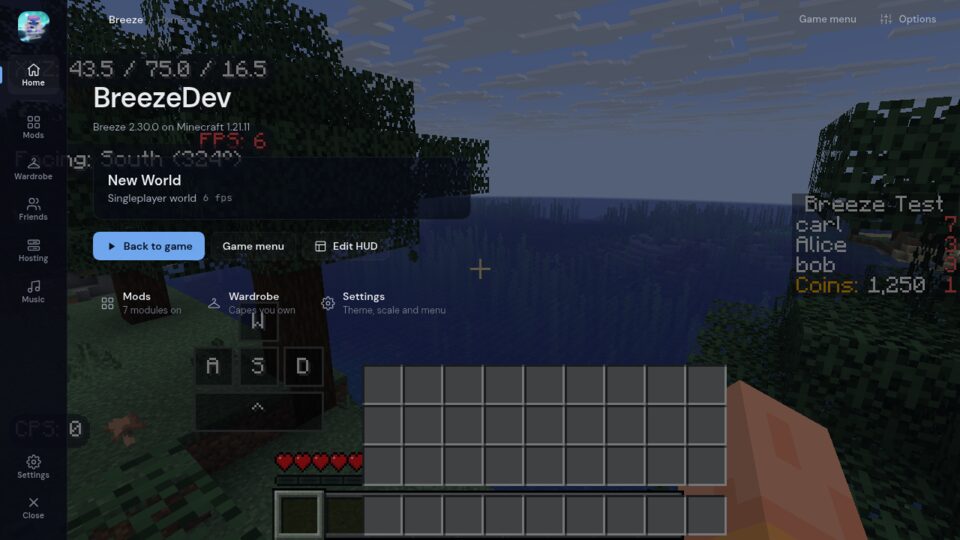 Breeze
Game menu
Options
XYZ: 43.5 / 75.0 / 16.5
Home
BreezeDev
Breeze 2.30.0 on Minecraft 1.21.11
FPS: 6
Mods
Facing: South (324°)
Wardrobe
New World
Singleplayer world 6 fps
Friends
Breeze Test
carl 7
Alice 3
bob
Coins: 1,250 1
Hosting
Back to game
Game menu
Edit HUD
Music
Mods
7 modules on
Wardrobe
Capes you own
Settings
Theme, scale and menu
W
A S D
CPS: 0
Settings
Close